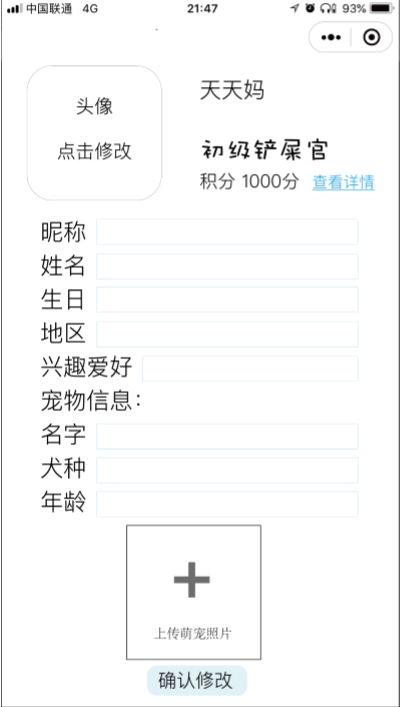 中国联通 4G 21:47 93%
头像
点击修改
天天妈
初级铲屎官
积分 1000分 查看详情
昵称
姓名
生日
地区
兴趣爱好
宠物信息：
名字
犬种
年龄
上传萌宠照片
确认修改